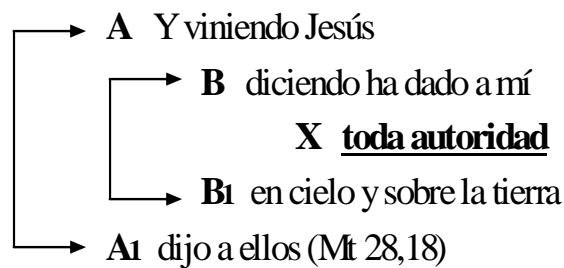 A Y viniendo Jesús
B diciendo ha dado a mí
X toda autoridad
B1 en cielo y sobre la tierra
A1 dijo a ellos (Mt 28,18)